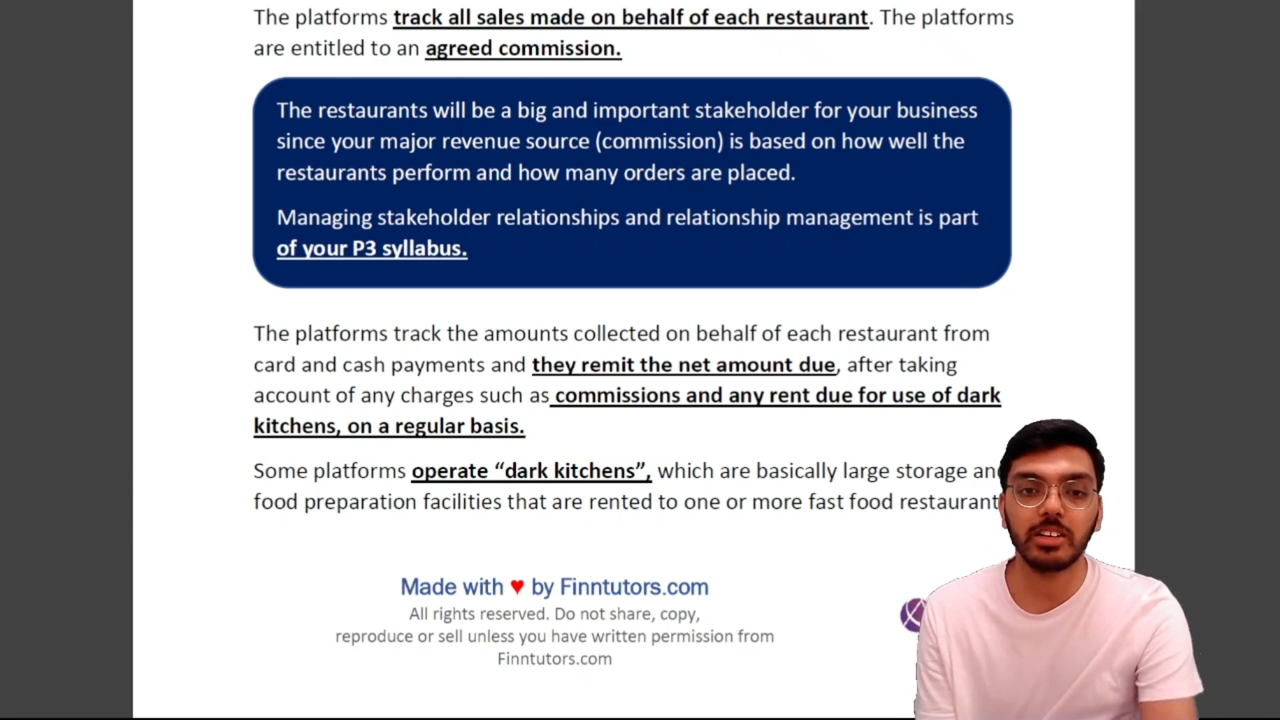 The platforms track all sales made on behalf of each restaurant. The platforms
are entitled to an agreed commission.
The restaurants will be a big and important stakeholder for your business
since your major revenue source (commission) is based on how well the
restaurants perform and how many orders are placed.
Managing stakeholder relationships and relationship management is part
of your P3 syllabus.
The platforms track the amounts collected on behalf of each restaurant from
card and cash payments and they remit the net amount due, after taking
account of any charges such as commissions and any rent due for use of dark
kitchens, on a regular basis.
Some platforms operate “dark kitchens”, which are basically large storage and
food preparation facilities that are rented to one or more fast food restaurant
Made with ♥ by Finntutors.com
All rights reserved. Do not share, copy,
reproduce or sell unless you have written permission from
Finntutors.com